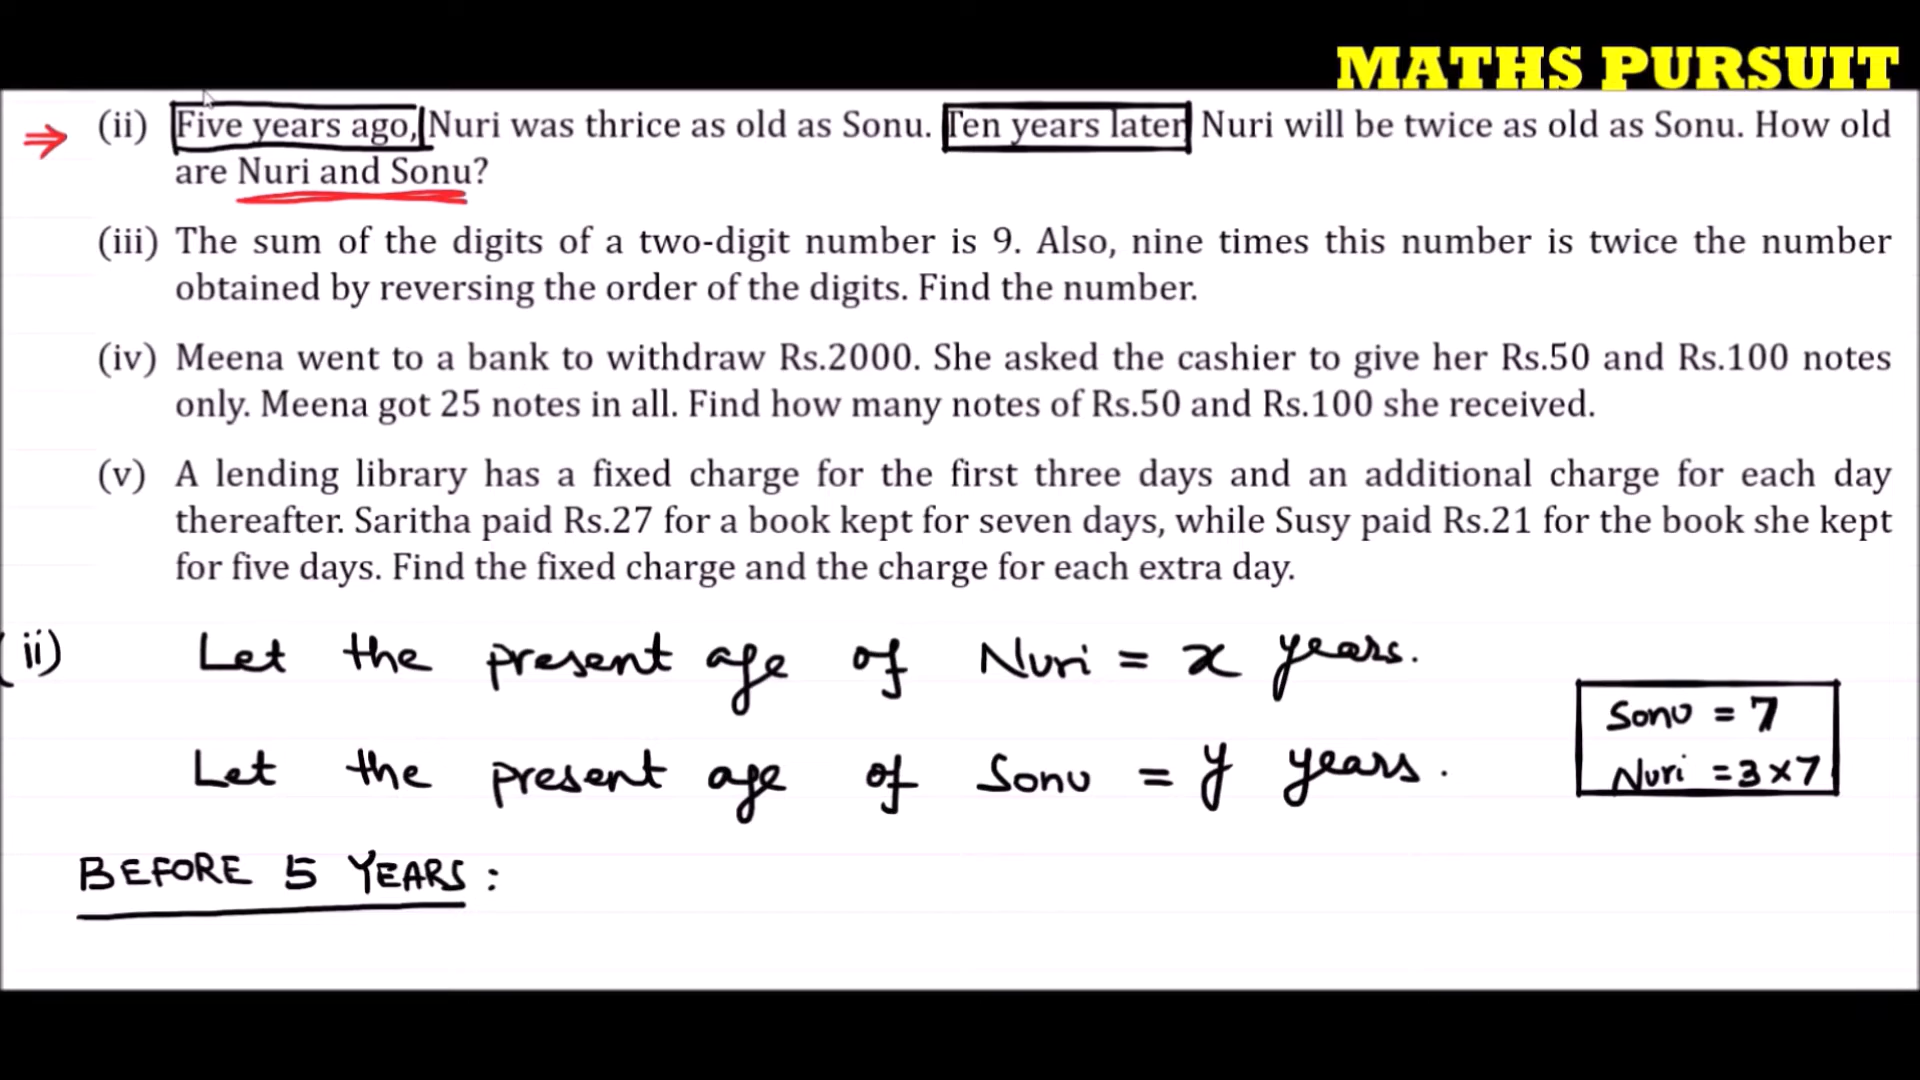 MATHS PURSUIT
(ii) Five years ago, Nuri was thrice as old as Sonu. Ten years later Nuri will be twice as old as Sonu. How old
are Nuri and Sonu?
(iii) The sum of the digits of a two-digit number is 9. Also, nine times this number is twice the number
obtained by reversing the order of the digits. Find the number.
(iv) Meena went to a bank to withdraw Rs.2000. She asked the cashier to give her Rs.50 and Rs.100 notes
only. Meena got 25 notes in all. Find how many notes of Rs.50 and Rs.100 she received.
(v) A lending library has a fixed charge for the first three days and an additional charge for each day
thereafter. Saritha paid Rs.27 for a book kept for seven days, while Susy paid Rs.21 for the book she kept
for five days. Find the fixed charge and the charge for each extra day.
(ii) Let the present age of Nuri = x years.
Let the present age of Sonu = y years.
Sonu = 7
Nuri = 3 × 7
BEFORE 5 YEARS: